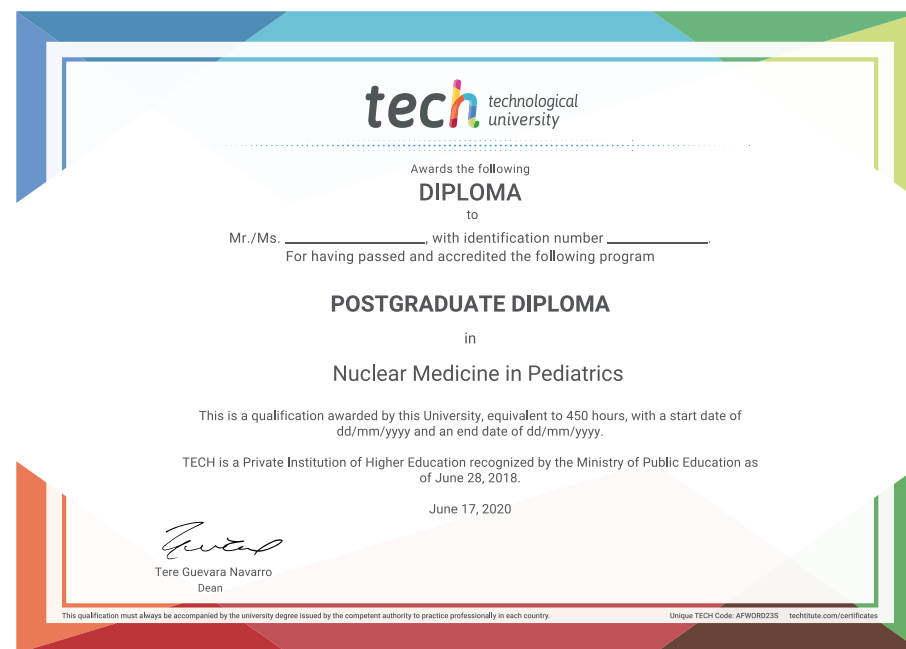 tech technological
university
Awards the following
DIPLOMA
to
Mr./Ms. ____________________, with identification number ______________.
For having passed and accredited the following program
POSTGRADUATE DIPLOMA
in
Nuclear Medicine in Pediatrics
This is a qualification awarded by this University, equivalent to 450 hours, with a start date of
dd/mm/yyyy and an end date of dd/mm/yyyy.
TECH is a Private Institution of Higher Education recognized by the Ministry of Public Education as
of June 28, 2018.
June 17, 2020
Tere Guevara Navarro
Dean
This qualification must always be accompanied by the university degree issued by the competent authority to practice professionally in each country. Unique TECH Code: AFWORD23S techtitute.com/certificates